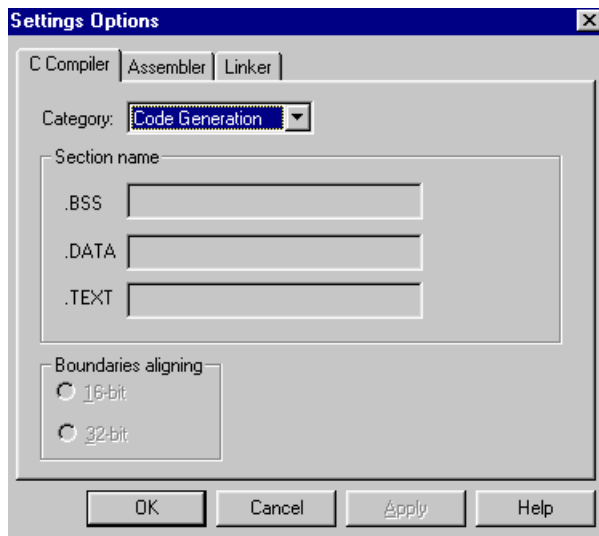 Settings Options
C Compiler Assembler Linker
Category: Code Generation
Section name
.BSS
.DATA
.TEXT
Boundaries aligning
16-bit
32-bit
OK Cancel Apply Help